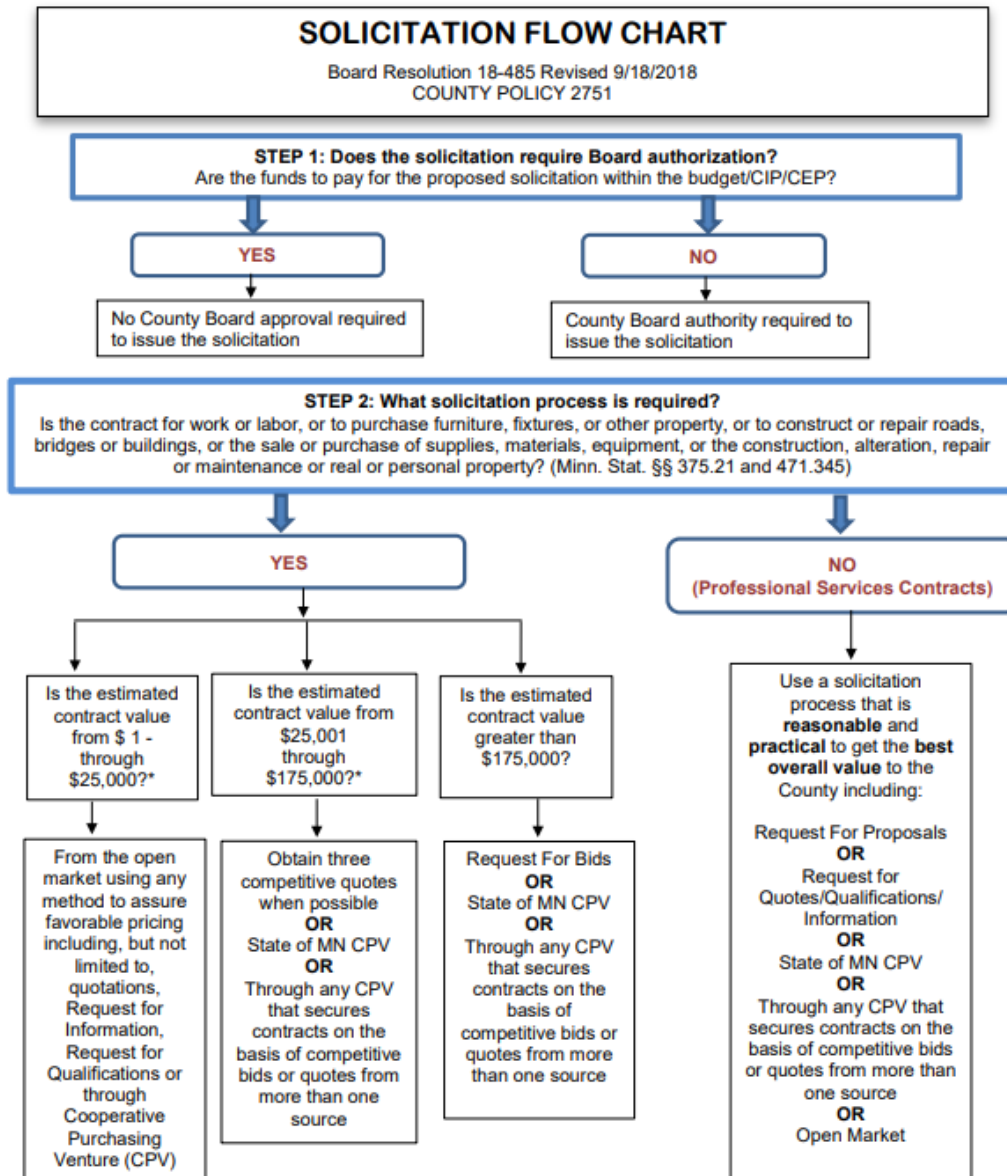 SOLICITATION FLOW CHART
Board Resolution 18-485 Revised 9/18/2018
COUNTY POLICY 2751
STEP 1: Does the solicitation require Board authorization?
Are the funds to pay for the proposed solicitation within the budget/CIP/CEP?
YES
NO
No County Board approval required
to issue the solicitation
County Board authority required to
issue the solicitation
STEP 2: What solicitation process is required?
Is the contract for work or labor, or to purchase furniture, fixtures, or other property, or to construct or repair roads,
bridges or buildings, or the sale or purchase of supplies, materials, equipment, or the construction, alteration, repair
or maintenance or real or personal property? (Minn. Stat. §§ 375.21 and 471.345)
YES
NO
(Professional Services Contracts)
Is the estimated
contract value
from $ 1 -
through
$25,000?*
Is the estimated
contract value from
$25,001
through
$175,000?*
Is the estimated
contract value
greater than
$175,000?
From the open
market using any
method to assure
favorable pricing
including, but not
limited to,
quotations,
Request for
Information,
Request for
Qualifications or
through
Cooperative
Purchasing
Venture (CPV)
Obtain three
competitive quotes
when possible
OR
State of MN CPV
OR
Through any CPV
that secures
contracts on the
basis of competitive
bids or quotes from
more than one
source
Request For Bids
OR
State of MN CPV
OR
Through any CPV
that secures
contracts on the
basis of
competitive bids or
quotes from more
than one source
Use a solicitation
process that is
reasonable and
practical to get the best
overall value to the
County including:
Request For Proposals
OR
Request for
Quotes/Qualifications/
Information
OR
State of MN CPV
OR
Through any CPV that
secures contracts on the
basis of competitive bids
or quotes from more than
one source
OR
Open Market